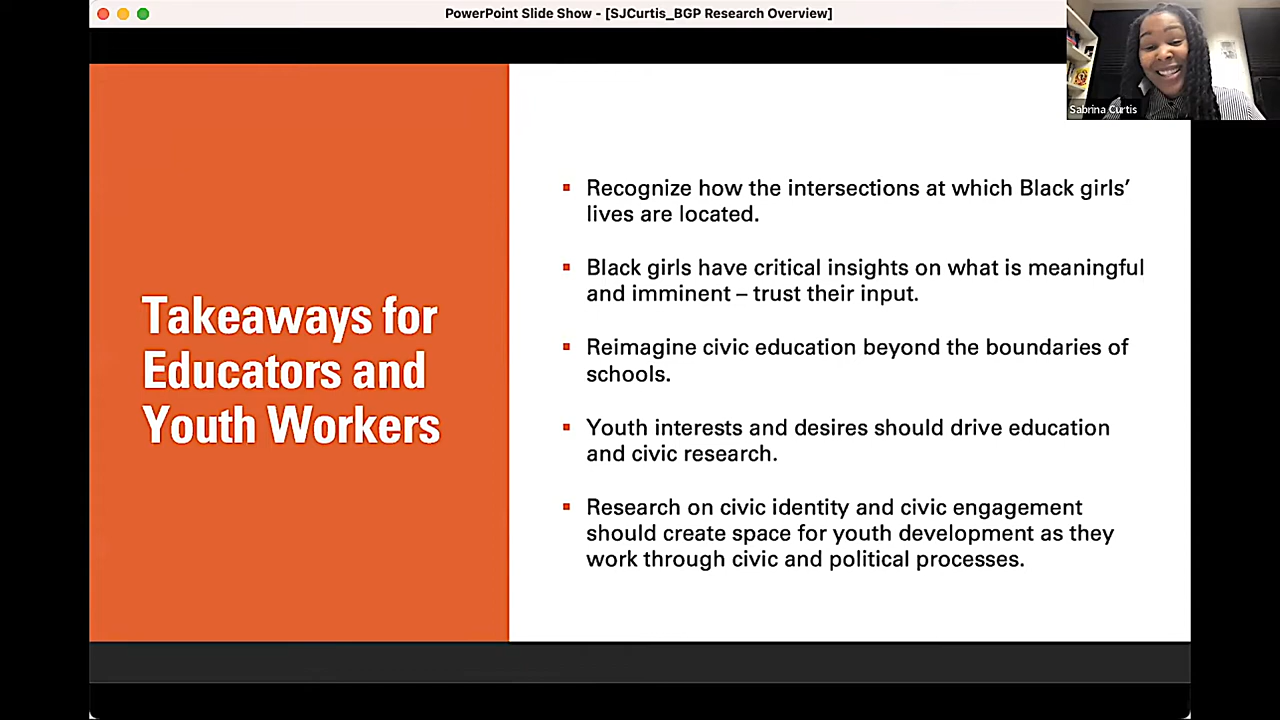 PowerPoint Slide Show - [SJCurtis_BGP Research Overview]
Sabrina Curtis
Takeaways for
Educators and
Youth Workers
▪ Recognize how the intersections at which Black girls’
lives are located.
▪ Black girls have critical insights on what is meaningful
and imminent – trust their input.
▪ Reimagine civic education beyond the boundaries of
schools.
▪ Youth interests and desires should drive education
and civic research.
▪ Research on civic identity and civic engagement
should create space for youth development as they
work through civic and political processes.